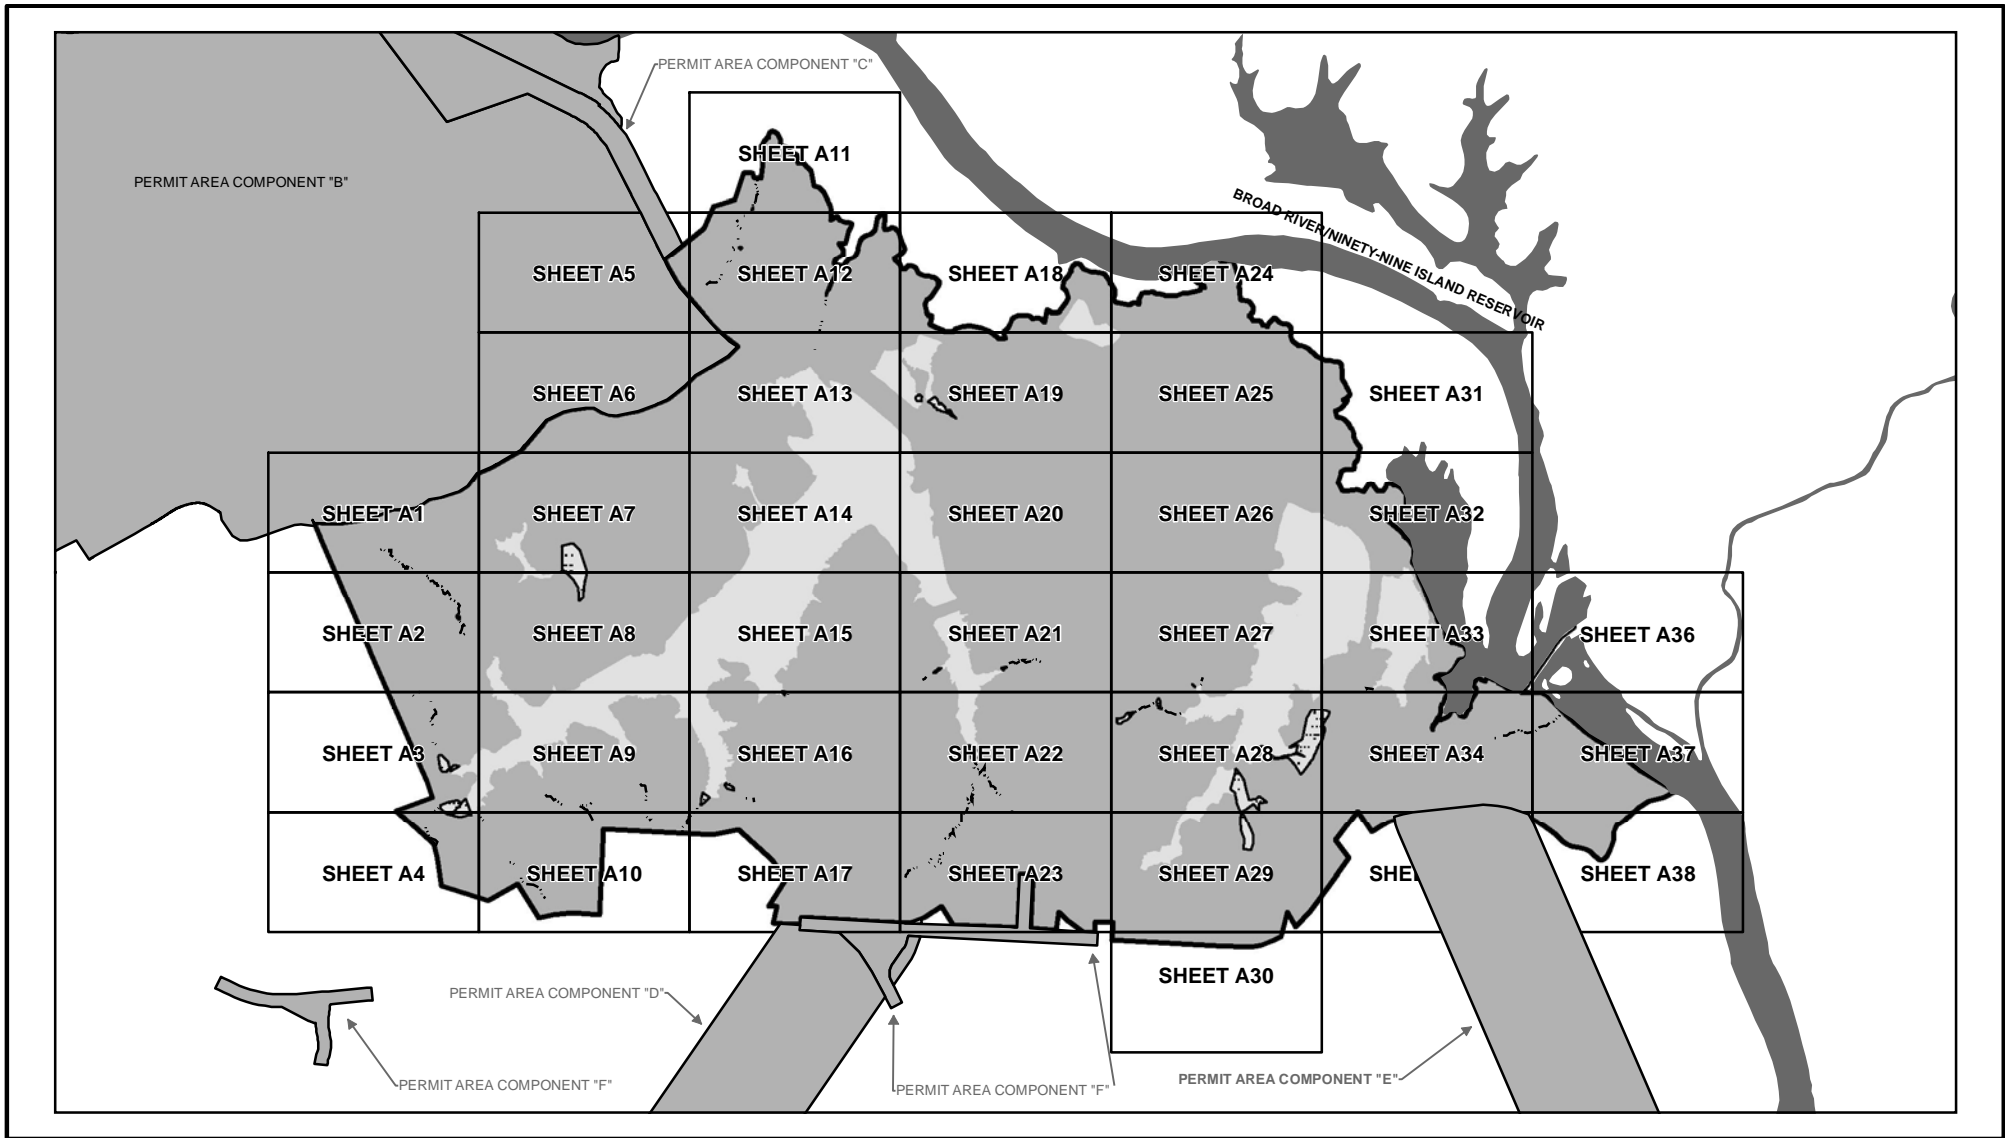 PERMIT AREA COMPONENT "C"
SHEET A11
PERMIT AREA COMPONENT "B"
BROAD RIVER/NINETY-NINE ISLAND RESERVOIR
SHEET A5
SHEET A12
SHEET A18
SHEET A24
SHEET A6
SHEET A13
SHEET A19
SHEET A25
SHEET A31
SHEET A1
SHEET A7
SHEET A14
SHEET A20
SHEET A26
SHEET A32
SHEET A2
SHEET A8
SHEET A15
SHEET A21
SHEET A27
SHEET A33
SHEET A36
SHEET A3
SHEET A9
SHEET A16
SHEET A22
SHEET A28
SHEET A34
SHEET A37
SHEET A4
SHEET A10
SHEET A17
SHEET A23
SHEET A29
SHEET A38
SHEET A30
PERMIT AREA COMPONENT "D"
PERMIT AREA COMPONENT "F"
PERMIT AREA COMPONENT "F"
PERMIT AREA COMPONENT "E"